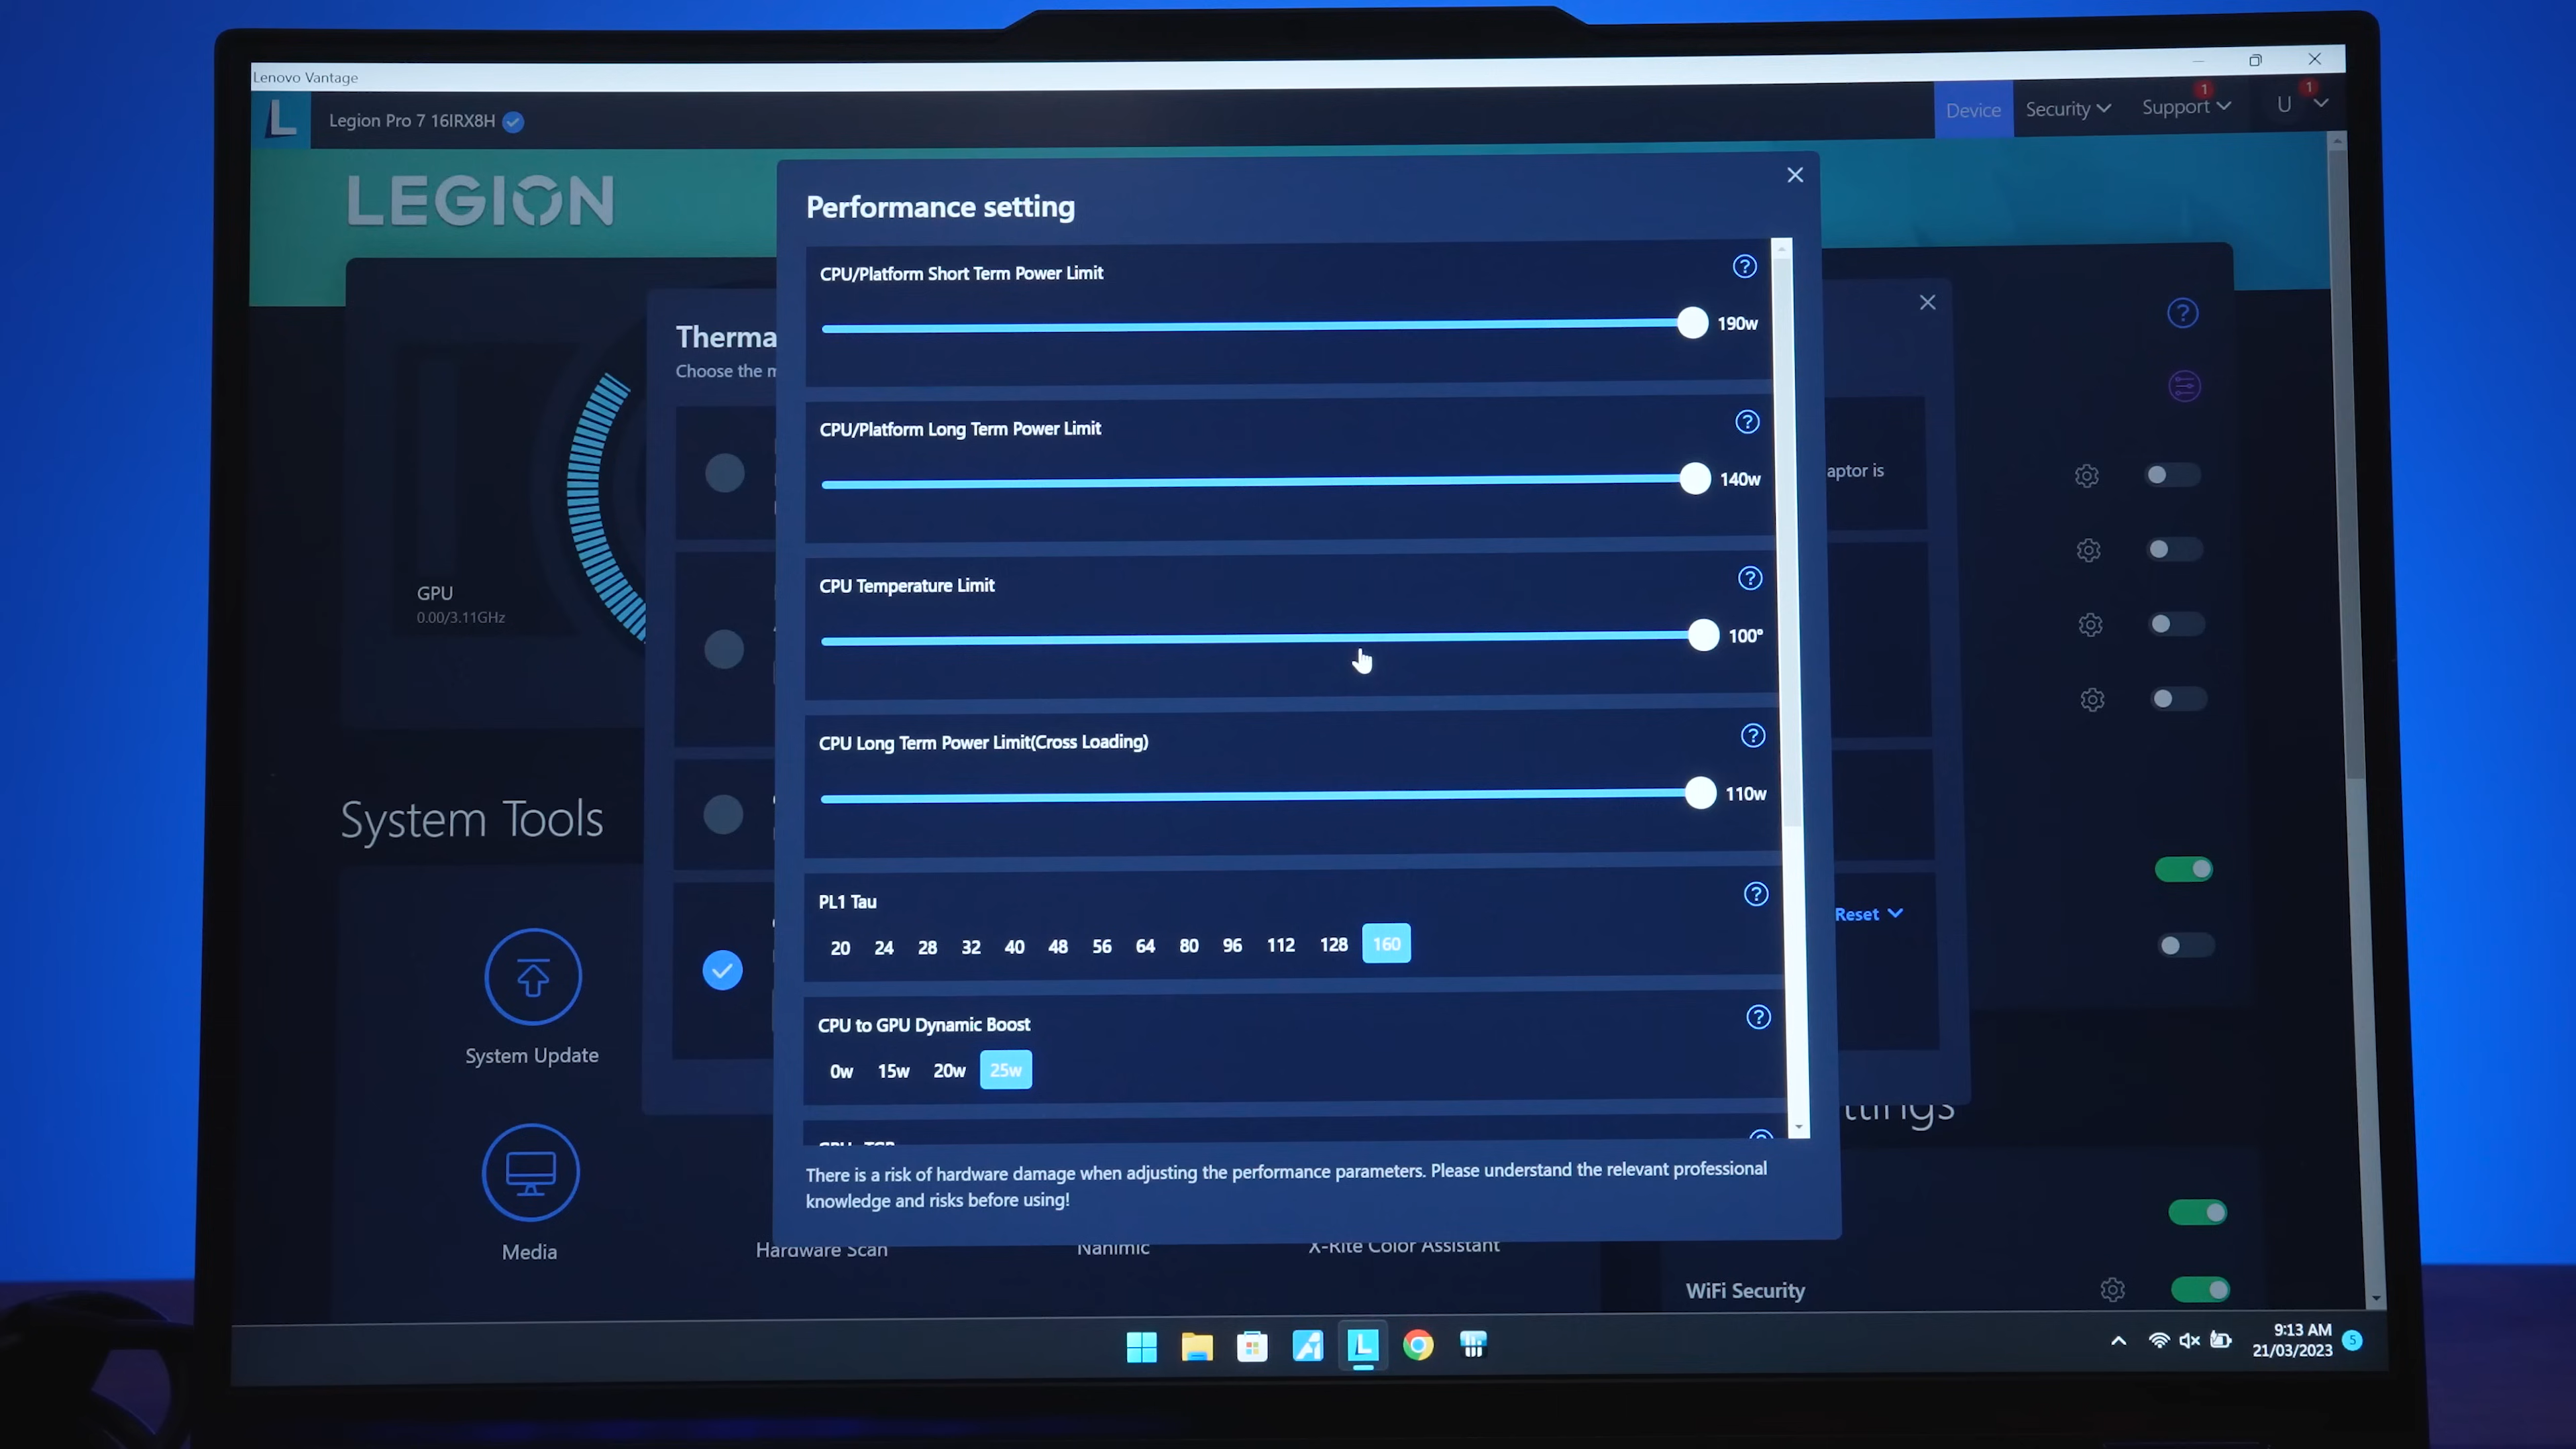 Lenovo Vantage
Legion Pro 7 16IRX8H
Device
Security
Support
1
U
1
LEGION
Performance setting
CPU/Platform Short Term Power Limit
?
190w
Therma
Choose the m
?
CPU/Platform Long Term Power Limit
?
140w
aptor is
CPU Temperature Limit
?
100°
GPU
0.00/3.11GHz
CPU Long Term Power Limit(Cross Loading)
?
110w
System Tools
PL1 Tau
?
20 24 28 32 40 48 56 64 80 96 112 128 160
Reset
CPU to GPU Dynamic Boost
?
0w 15w 20w 25w
System Update
ttings
There is a risk of hardware damage when adjusting the performance parameters. Please understand the relevant professional
knowledge and risks before using!
Media
Hardware Scan
Nahimic
X-Rite Color Assistant
WiFi Security
L
9:13 AM
21/03/2023
5